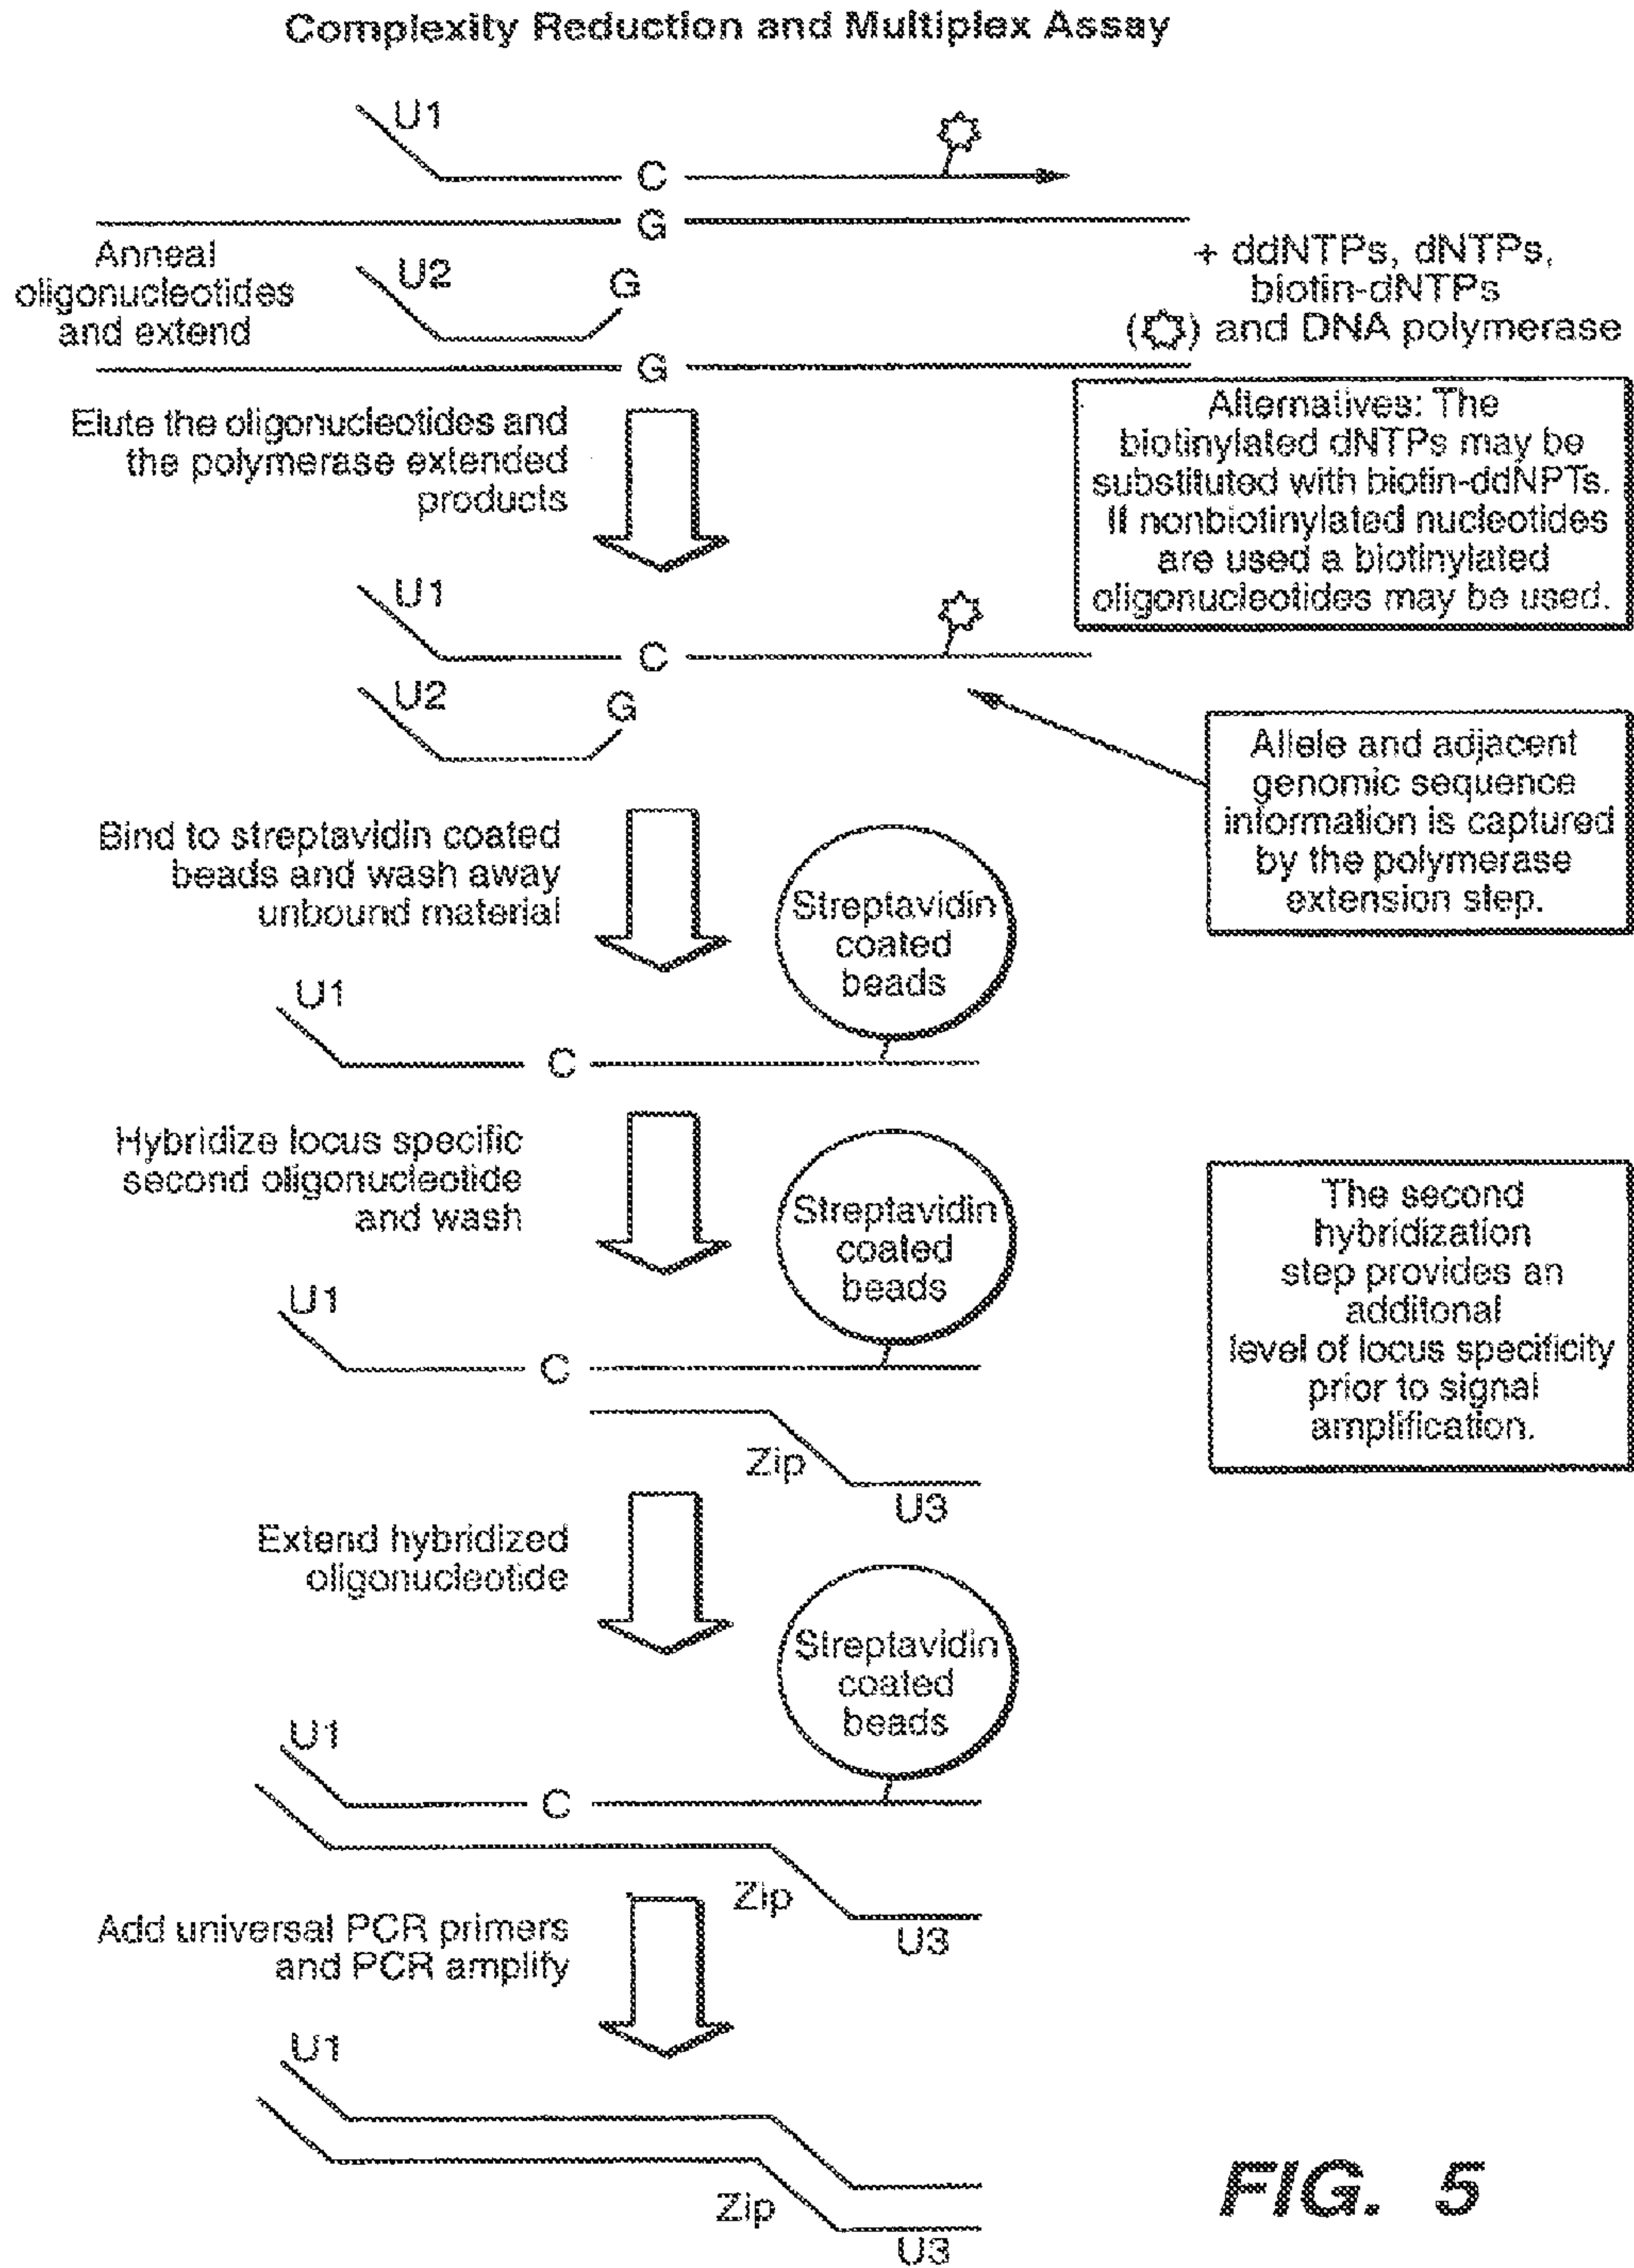 Complexity Reduction and Multiplex Assay
U1
C
G
Anneal
oligonucleotides
and extend
U2
G
G
+ ddNTPs, dNTPs,
biotin-dNTPs
( ) and DNA polymerase
Elute the oligonucleotides and
the polymerase extended
products
Alternatives: The
biotinylated dNTPs may be
substituted with biotin-ddNPTs.
If nonbiotinylated nucleotides
are used a biotinylated
oligonucleotides may be used.
U1
C
U2
G
Allele and adjacent
genomic sequence
information is captured
by the polymerase
extension step.
Bind to streptavidin coated
beads and wash away
unbound material
Streptavidin
coated
beads
U1
C
Hybridize locus specific
second oligonucleotide
and wash
Streptavidin
coated
beads
The second
hybridization
step provides an
additonal
level of locus specificity
prior to signal
amplification.
U1
C
Zip
U3
Extend hybridized
oligonucleotide
Streptavidin
coated
beads
U1
C
Zip
U3
Add universal PCR primers
and PCR amplify
U1
Zip
U3
FIG. 5